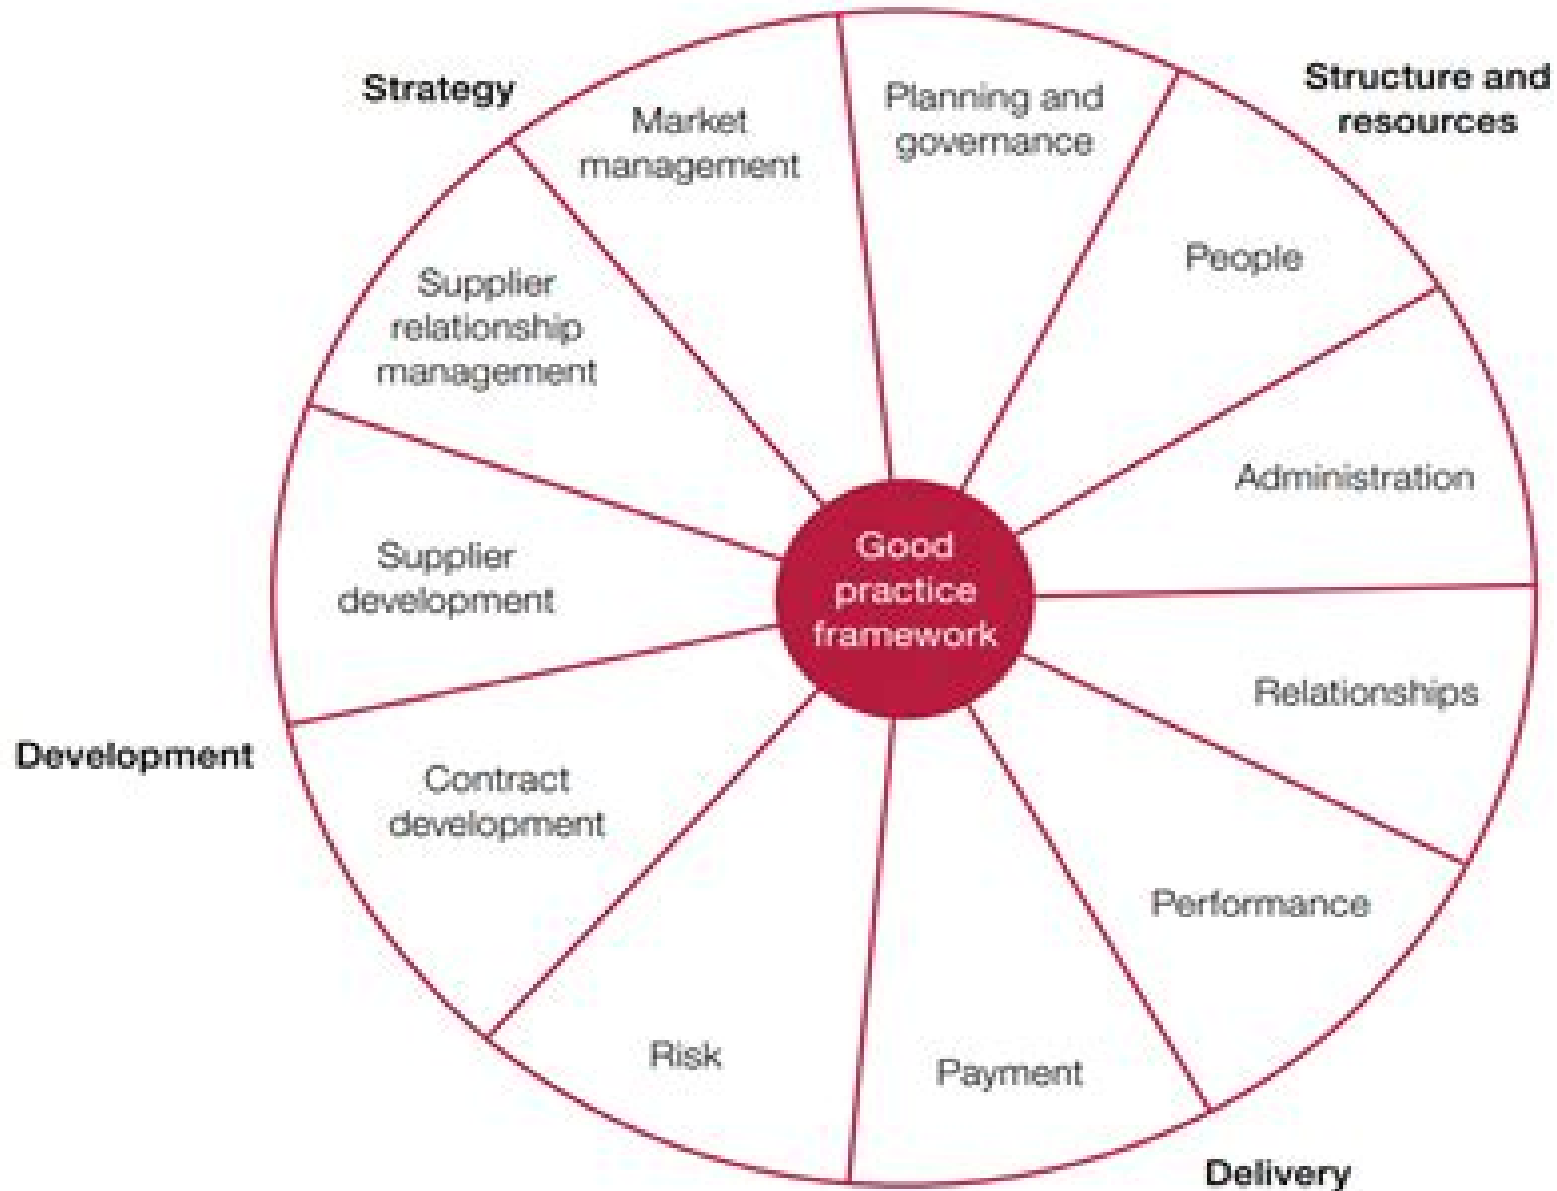 Strategy
Structure and
resources
Market
management
Planning and
governance
People
Supplier
relationship
management
Administration
Good
practice
framework
Supplier
development
Relationships
Development
Contract
development
Performance
Risk
Payment
Delivery